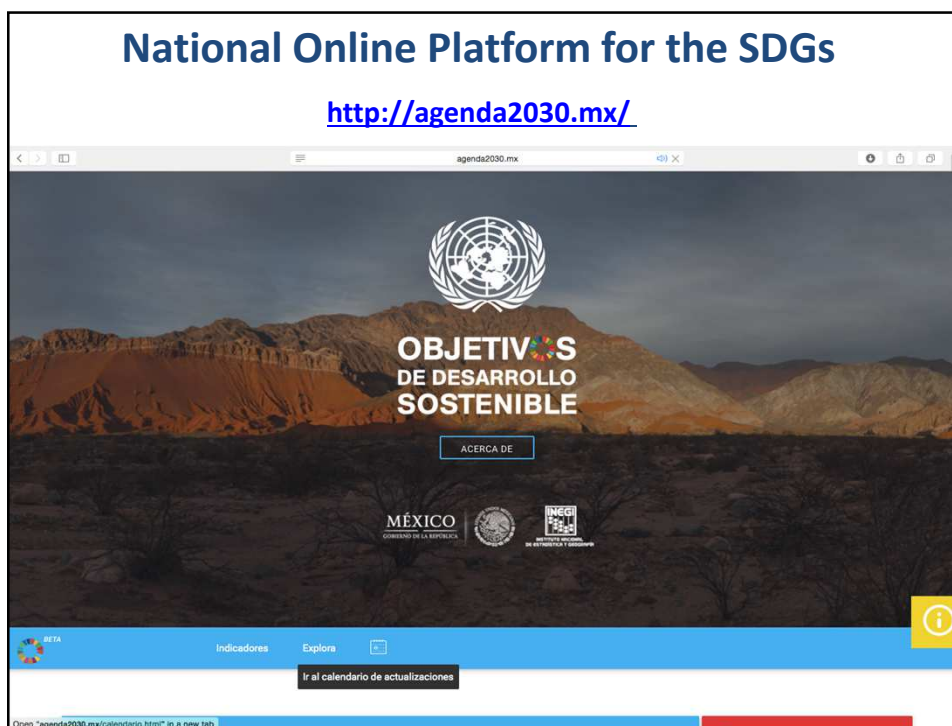 National Online Platform for the SDGs
http://agenda2030.mx/
agenda2030.mx
OBJETIVOS
DE DESARROLLO
SOSTENIBLE
ACERCA DE
MÉXICO
GOBIERNO DE LA REPÚBLICA
INEGI
INSTITUTO NACIONAL
DE ESTADÍSTICA Y GEOGRAFÍA
BETA
Indicadores
Explora
Ir al calendario de actualizaciones
Open "agenda2030.mx/calendario.html" in a new tab